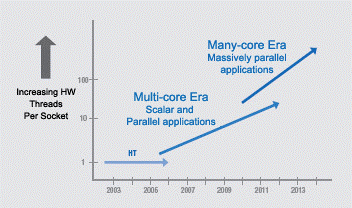 Many-core Era
Massively parallel
applications
Increasing HW
Threads
Per Socket
100
Multi-core Era
Scalar and
Parallel applications
10
HT
1
2003 2005 2006 2007 2009 2011 2013